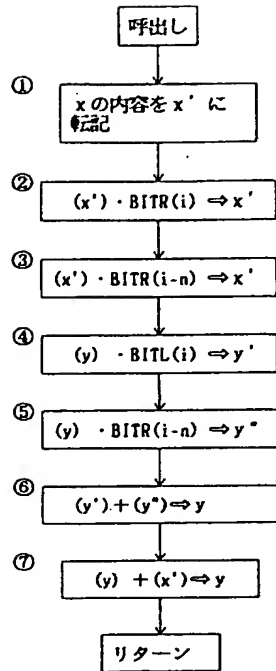 呼出し
①
xの内容をx'に
転記
②
(x')・BITR(i)⇒x'
③
(x')・BITR(i-n)⇒x'
④
(y)・BITL(i)⇒y'
⑤
(y)・BITR(i-n)⇒y"
⑥
(y')+(y")⇒y
⑦
(y)+(x')⇒y
リターン